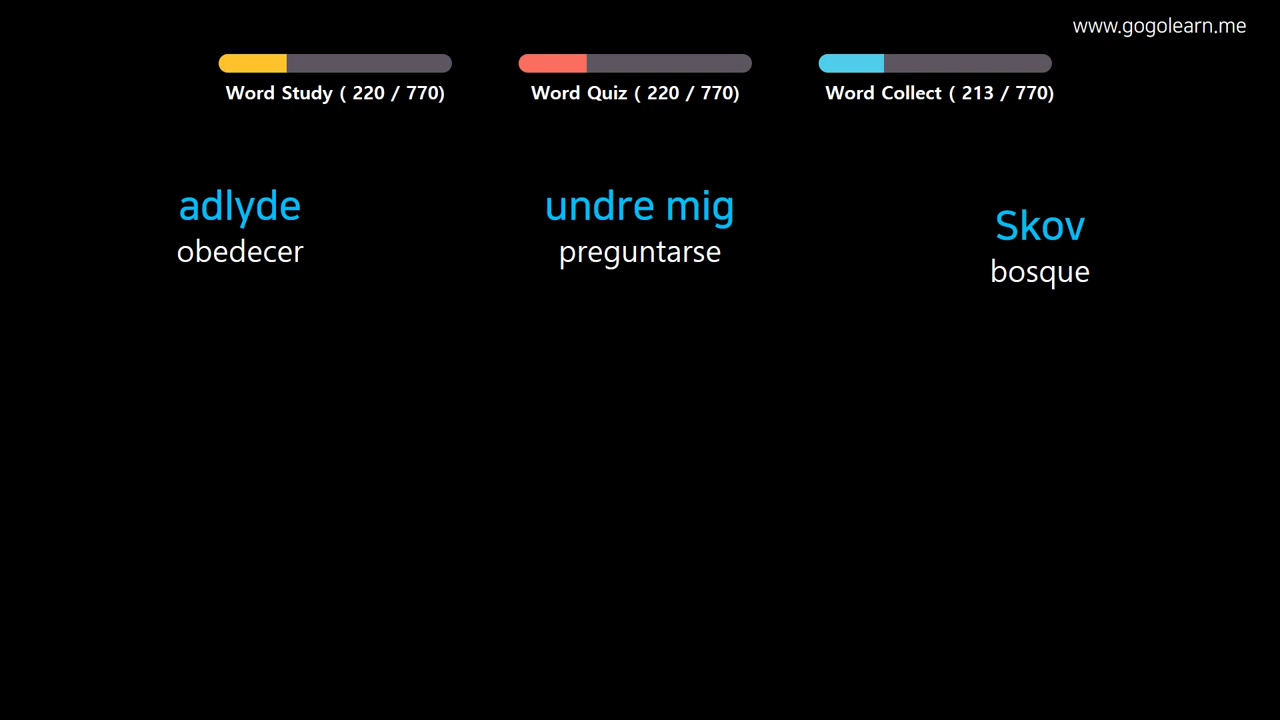 www.gogolearn.me
Word Study ( 220 / 770)
Word Quiz ( 220 / 770)
Word Collect ( 213 / 770)
adlyde
obedecer
undre mig
preguntarse
Skov
bosque